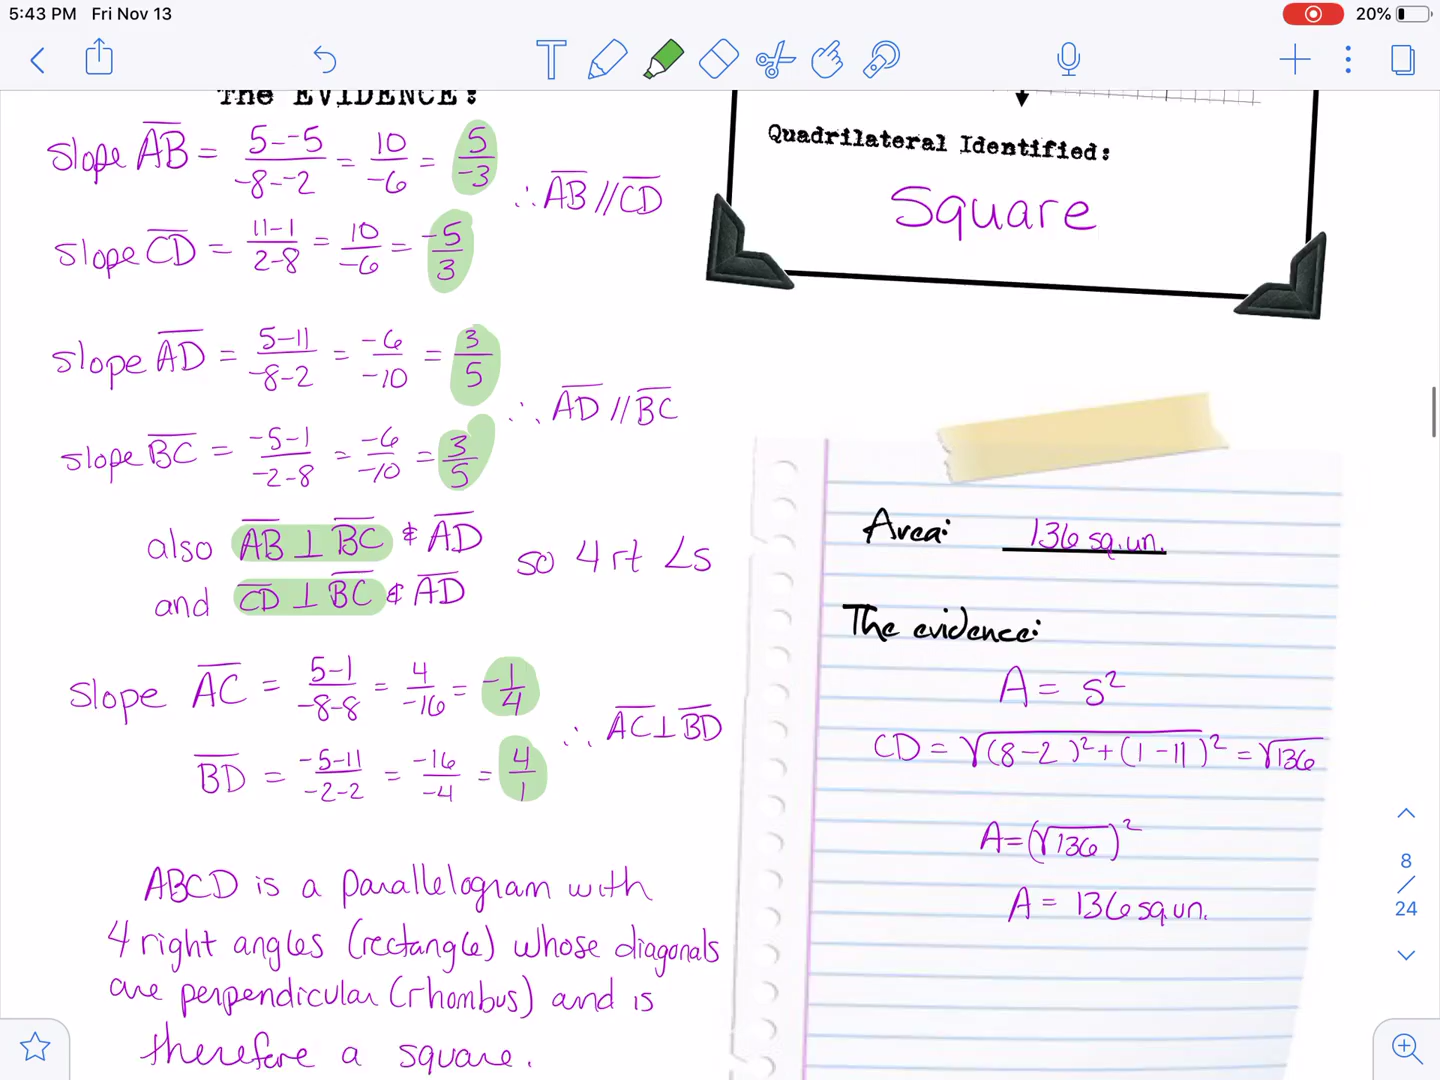 5:43 PM Fri Nov 13
20%
The EVIDENCE:
slope AB = 5--5/-8--2 = 10/-6 = 5/-3
∴ AB // CD
slope CD = 11-1/2-8 = 10/-6 = -5/3
slope AD = 5-11/-8-2 = -6/-10 = 3/5
∴ AD // BC
slope BC = -5-1/-2-8 = -6/-10 = 3/5
also AB ⊥ BC & AD
so 4 rt ∠s
and CD ⊥ BC & AD
slope AC = 5-1/-8-8 = 4/-16 = -1/4
∴ AC ⊥ BD
BD = -5-11/-2-2 = -16/-4 = 4/1
ABCD is a parallelogram with
4 right angles (rectangle) whose diagonals
are perpendicular (rhombus) and is
therefore a square.
Quadrilateral Identified:
Square
Area: 136 sq.un.
The evidence:
A = s²
CD = √(8-2)²+(1-11)² = √136
A = (√136)²
A = 136 sq un.
8
/
24